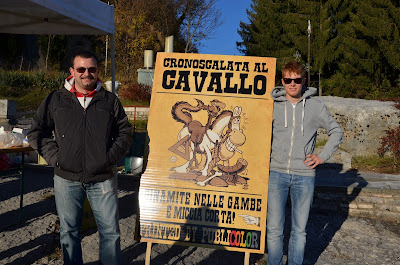 CRONOSCALATA AL
CAVALLO
DINAMITE NELLE GAMBE
E MICCIA CORTA!
PUBLICOLOR